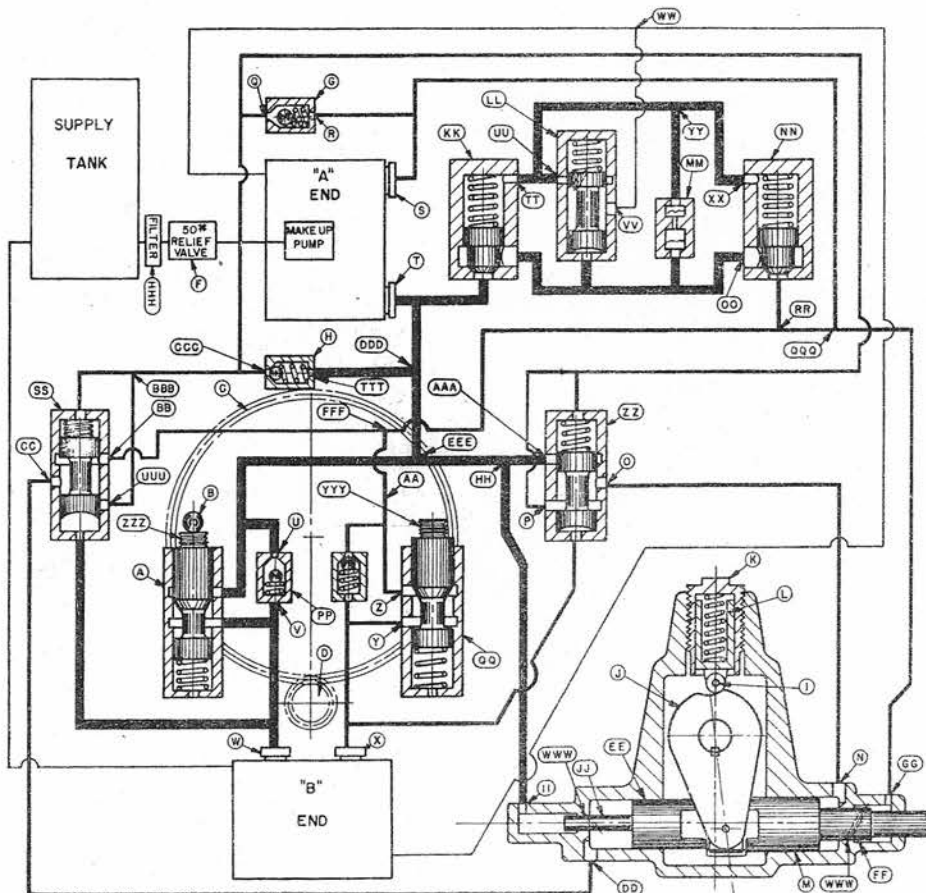 WW
SUPPLY
TANK
Q
G
R
"A"
END
MAKE UP
PUMP
S
T
FILTER
HHH
50#
RELIEF
VALVE
F
LL
UU
KK
TT
VV
YY
MM
NN
XX
OO
RR
QQQ
H
DDD
TTT
C
FFF
EEE
AAA
SS
BBB
BB
CC
UUU
AA
YYY
HH
ZZ
O
P
B
ZZZ
A
U
PP
V
Z
Y
QQ
D
W
X
"B"
END
K
L
J
I
EE
WWW
JJ
II
N
GG
DD
M
WWW
FF